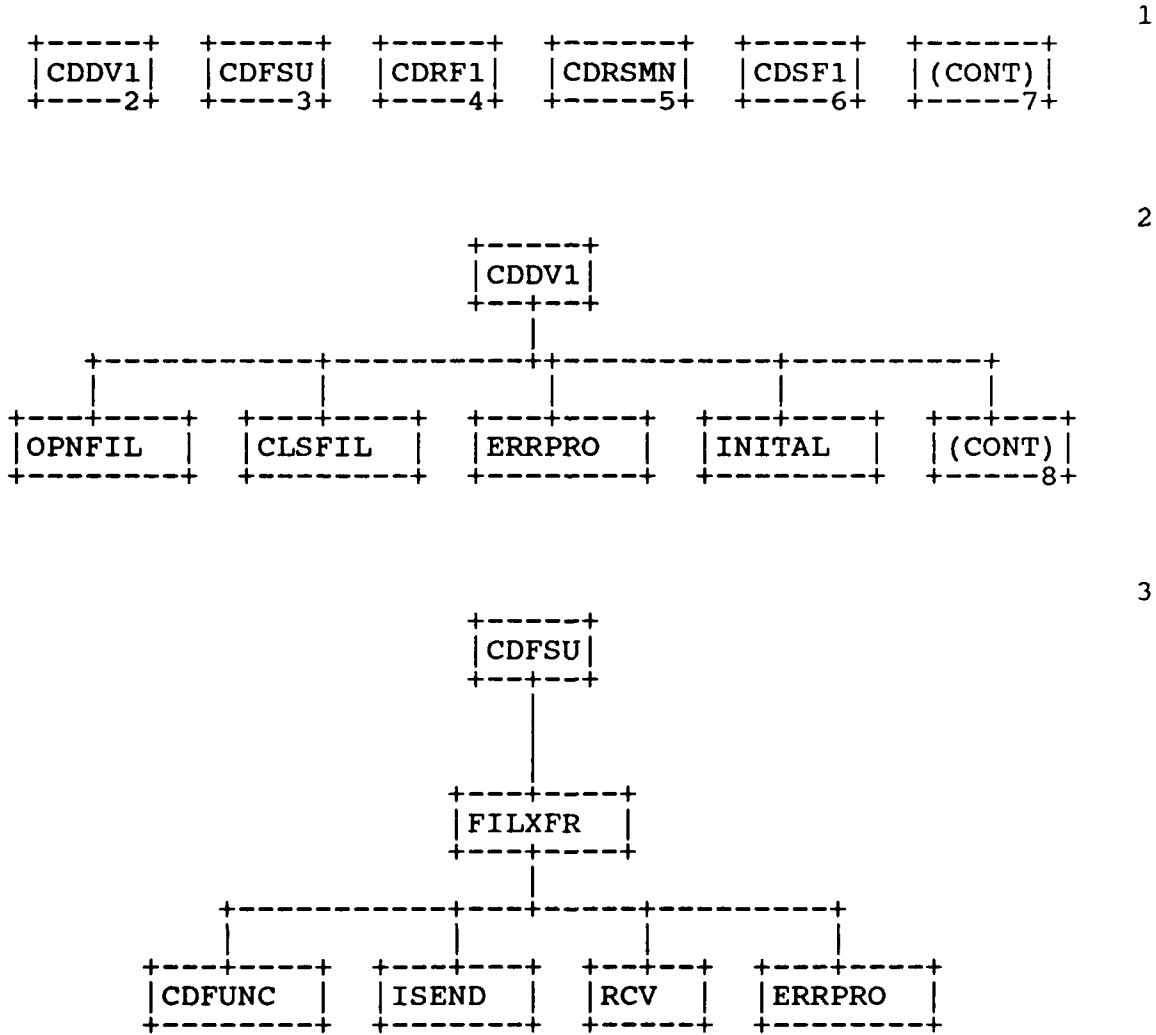 1
CDDV1 CDFSU CDRF1 CDRSMN CDSF1 (CONT)
2 3 4 5 6 7
2
CDDV1
OPNFIL CLSFIL ERRPRO INITAL (CONT)
8
3
CDFSU
FILXFR
CDFUNC ISEND RCV ERRPRO